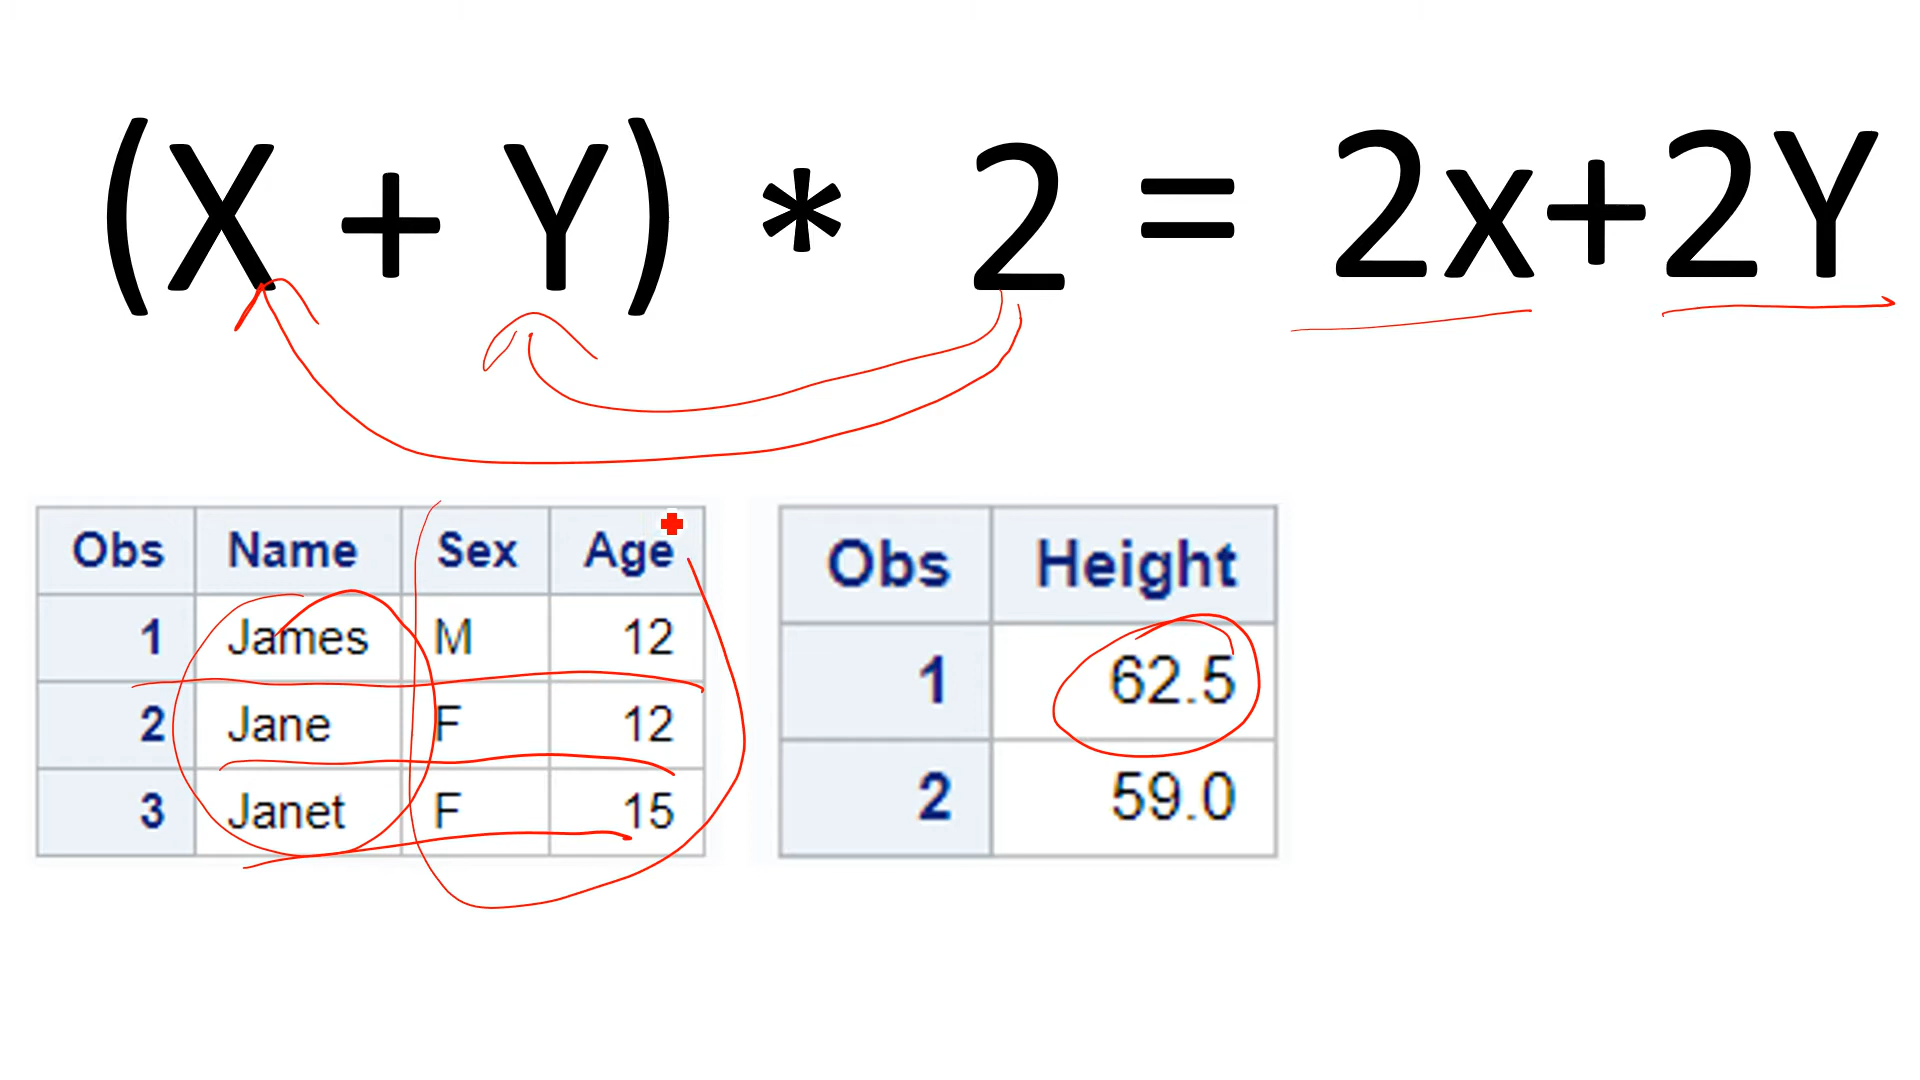 (X + Y) * 2 = 2x+2Y
Obs Name Sex Age
1 James M 12
2 Jane F 12
3 Janet F 15
Obs Height
1 62.5
2 59.0